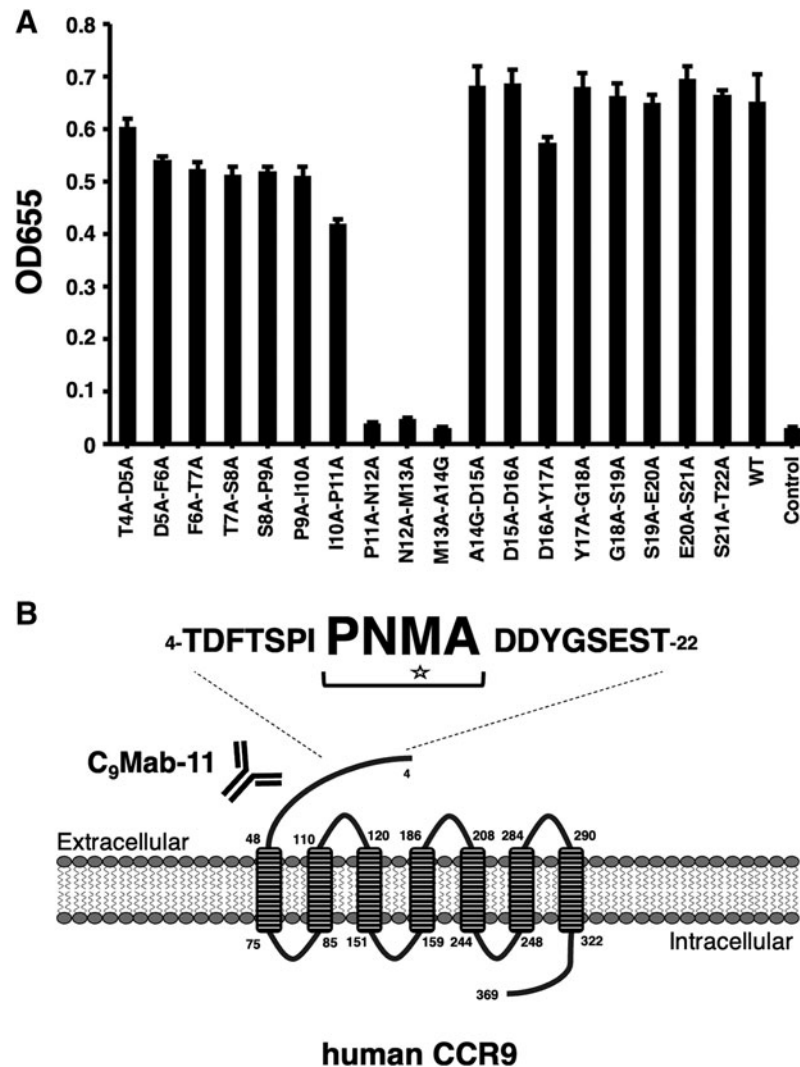 A
0.8
0.7
0.6
0.5
0.4
0.3
0.2
0.1
0
OD655
T4A-D5A
D5A-F6A
F6A-T7A
T7A-S8A
S8A-P9A
P9A-I10A
I10A-P11A
P11A-N12A
N12A-M13A
M13A-A14G
A14G-D15A
D15A-D16A
D16A-Y17A
Y17A-G18A
G18A-S19A
S19A-E20A
E20A-S21A
S21A-T22A
WT
Control
B
4-TDFTSPI PNMA DDYGSEST-22
C9Mab-11
4
Extracellular
48 110 120 186 208 284 290
75 85 151 159 244 248 322
Intracellular
369
human CCR9